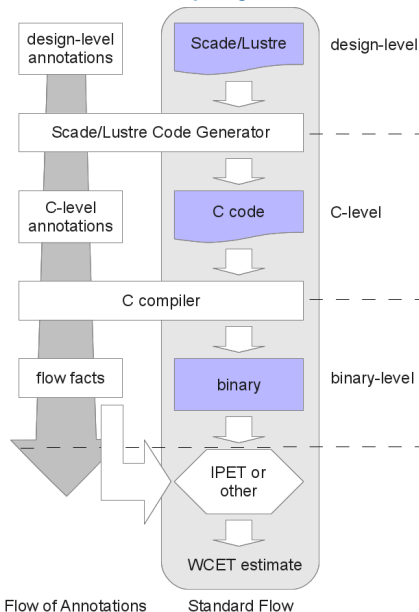 design-level
annotations
Scade/Lustre
design-level
Scade/Lustre Code Generator
C-level
annotations
C code
C-level
C compiler
flow facts
binary
binary-level
IPET or
other
WCET estimate
Flow of Annotations
Standard Flow